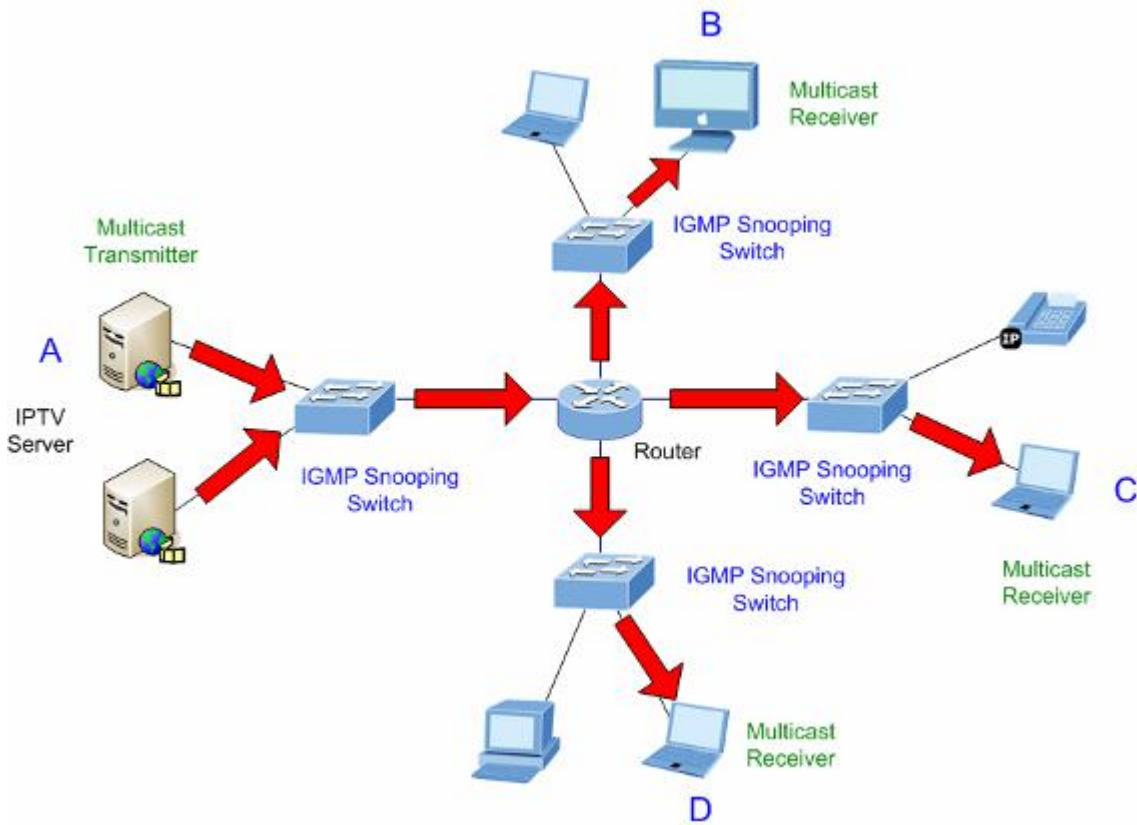 B
Multicast
Receiver
IGMP Snooping
Switch
Multicast
Transmitter
A
IPTV
Server
IGMP Snooping
Switch
Router
IP
IGMP Snooping
Switch
C
Multicast
Receiver
IGMP Snooping
Switch
Multicast
Receiver
D